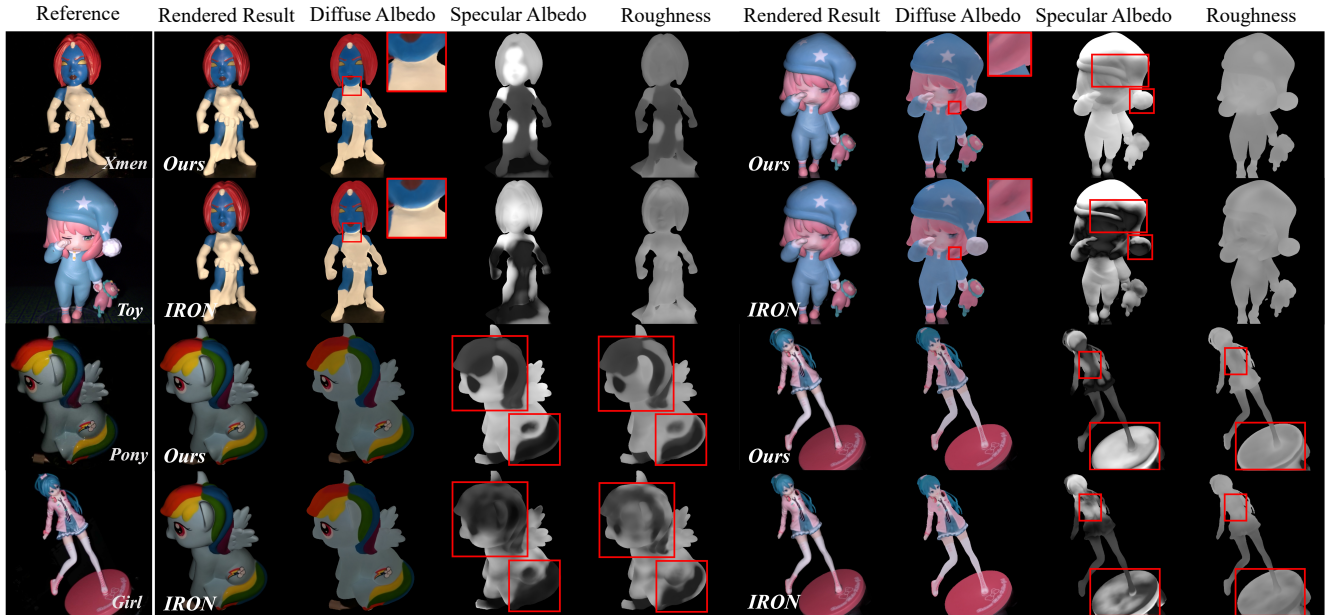 Reference Rendered Result Diffuse Albedo Specular Albedo Roughness Rendered Result Diffuse Albedo Specular Albedo Roughness
Xmen Ours Ours
Toy IRON IRON
Pony Ours Ours
Girl IRON IRON